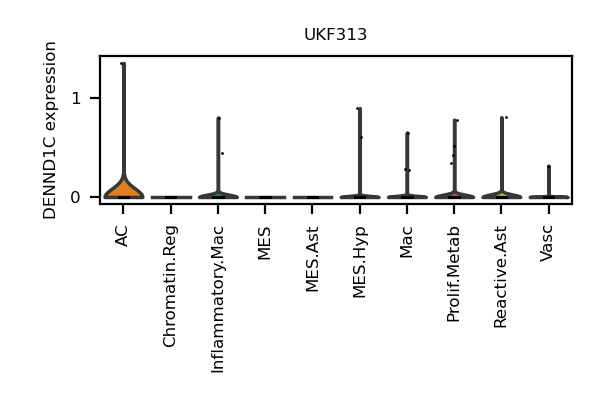 UKF313
DENND1C expression
1
0
AC
Chromatin.Reg
Inflammatory.Mac
MES
MES.Ast
MES.Hyp
Mac
Prolif.Metab
Reactive.Ast
Vasc